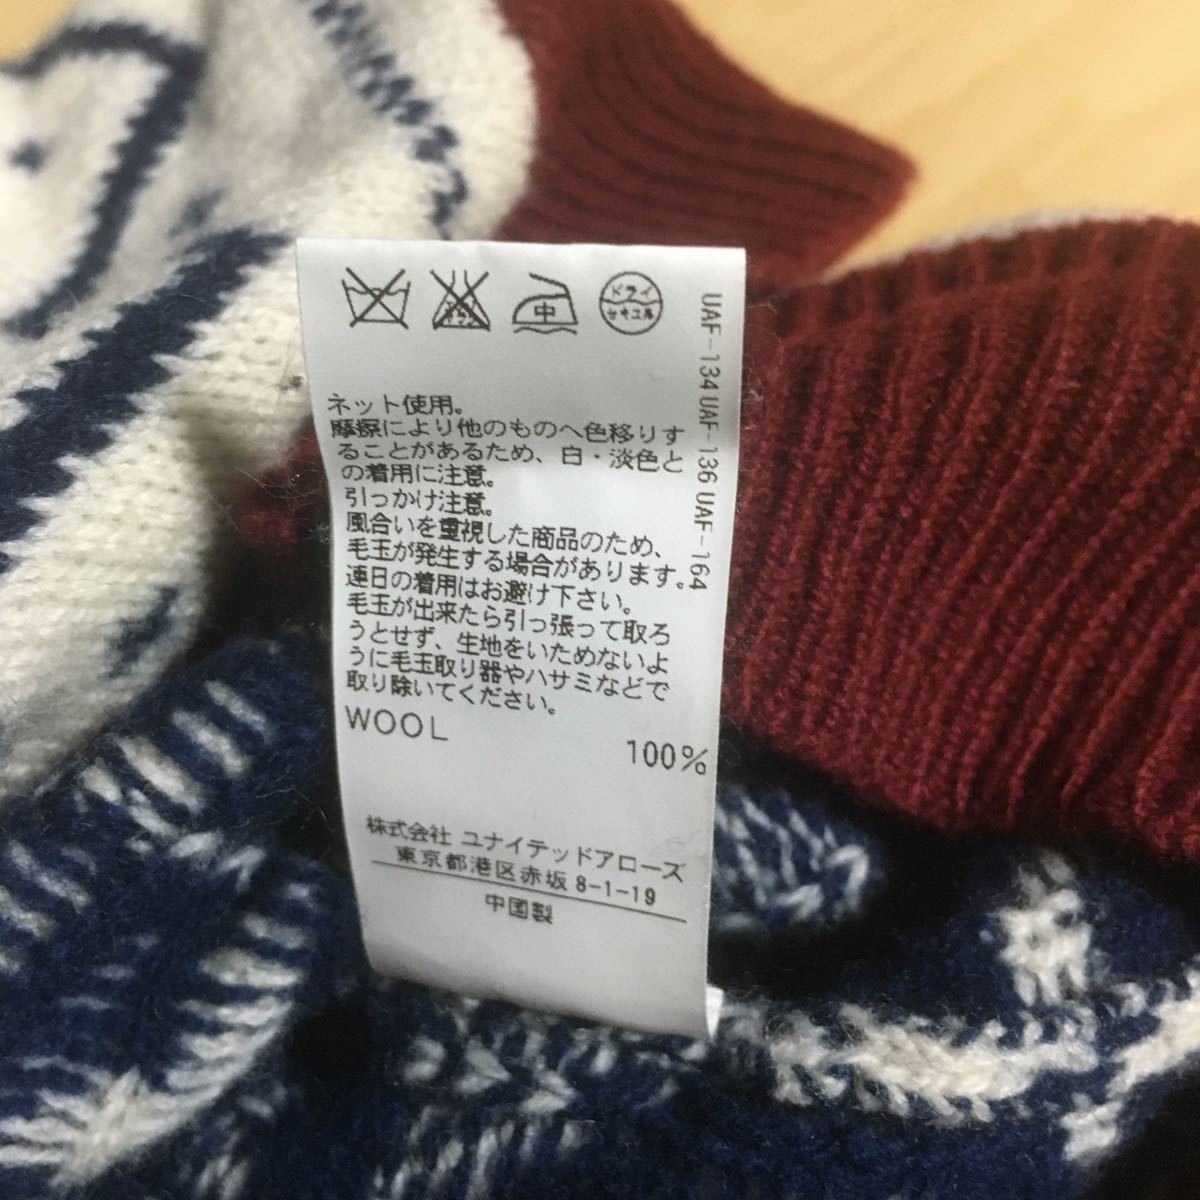 エンソ
サラシ
中
ドライ
セキユ系
UAF-134 UAF-136 UAF-164
ネット使用。
摩擦により他のものへ色移りす
ることがあるため、白・淡色と
の着用に注意。
引っかけ注意。
風合いを重視した商品のため、
毛玉が発生する場合があります。
連日の着用はお避け下さい。
毛玉が出来たら引っ張って取ろ
うとせず、生地をいためないよ
うに毛玉取り器やハサミなどで
取り除いてください。
WOOL
100%
株式会社 ユナイテッドアローズ
東京都港区赤坂8-1-19
中国製